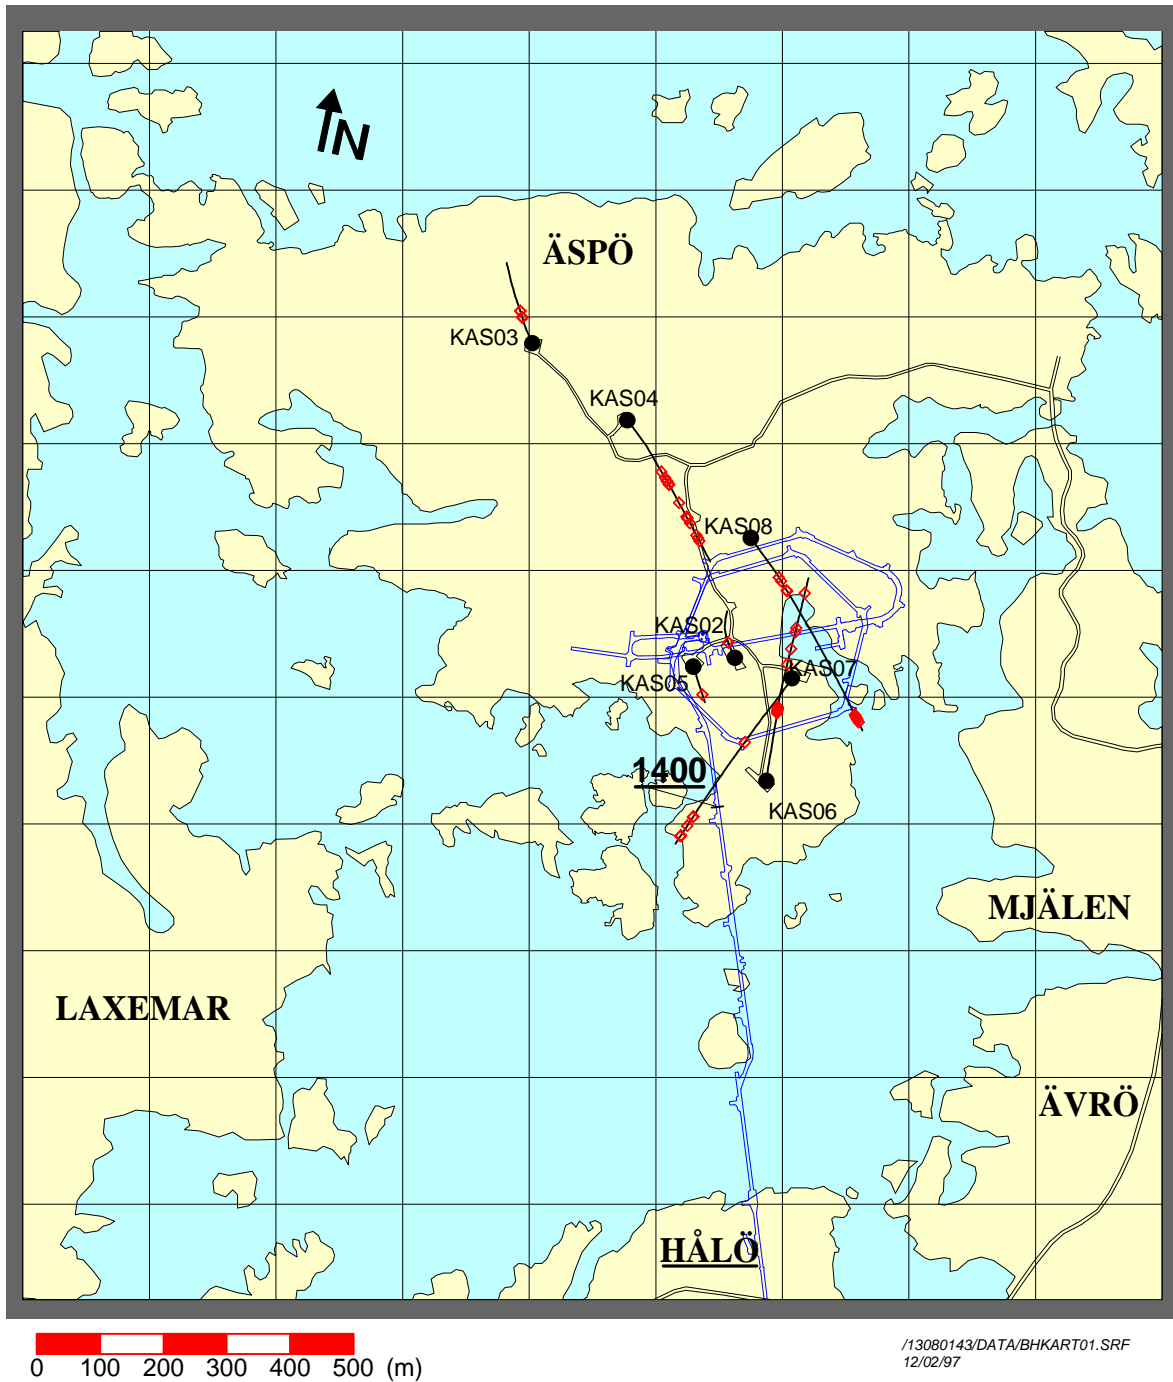 N
ÄSPÖ
KAS03
KAS04
KAS08
KAS02
KAS05
KAS07
1400
KAS06
MJÄLEN
LAXEMAR
ÄVRÖ
HÅLÖ
0 100 200 300 400 500 (m)
/13080143/DATA/BHKART01.SRF
12/02/97